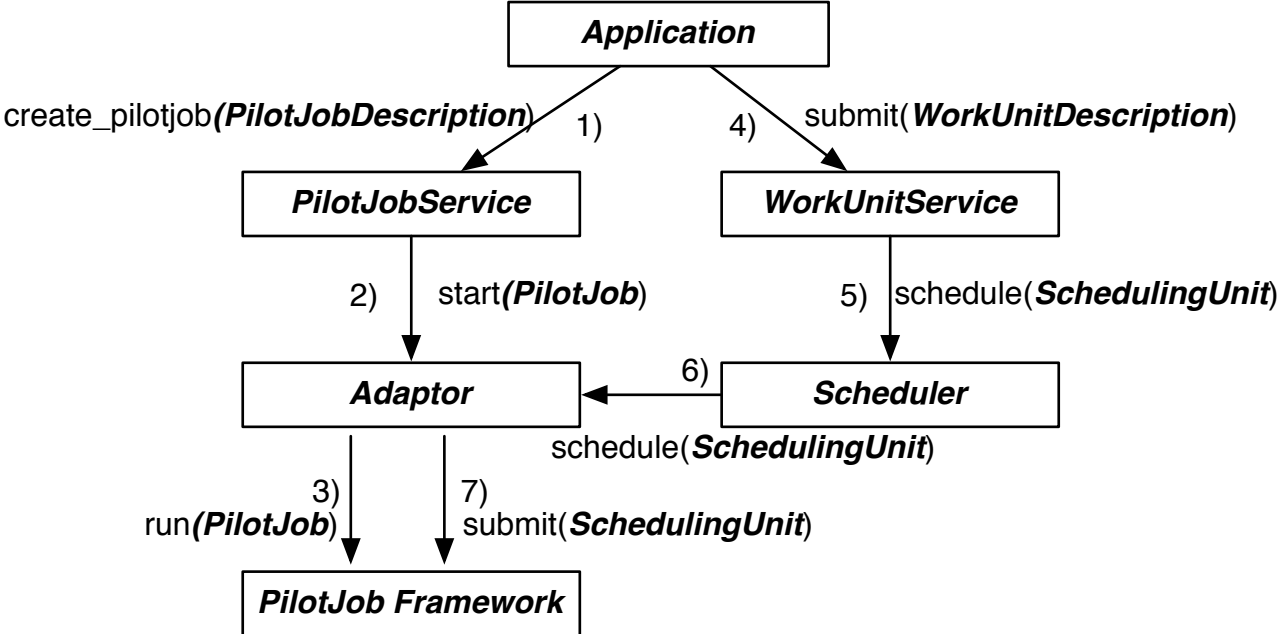 Application
create_pilotjob(PilotJobDescription)
1)
4)
submit(WorkUnitDescription)
PilotJobService
WorkUnitService
2)
start(PilotJob)
5)
schedule(SchedulingUnit)
Adaptor
6)
Scheduler
schedule(SchedulingUnit)
3)
run(PilotJob)
7)
submit(SchedulingUnit)
PilotJob Framework